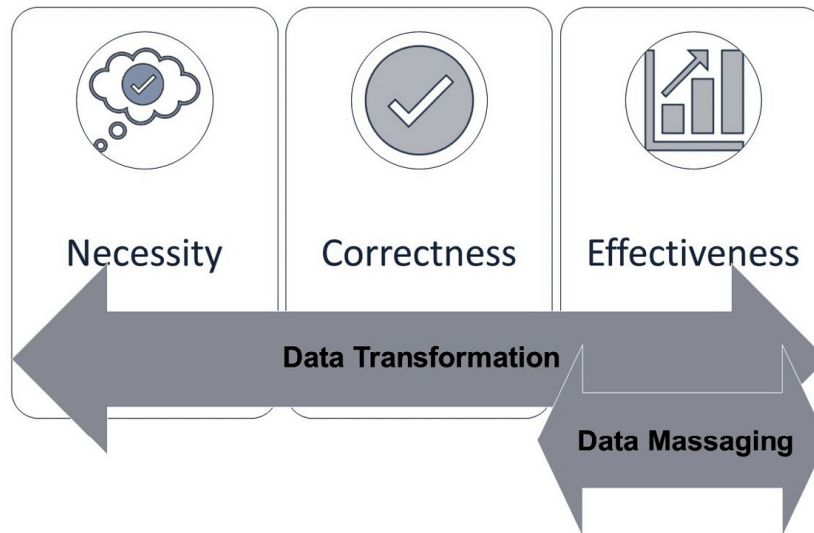 Necessity
Correctness
Effectiveness
Data Transformation
Data Massaging